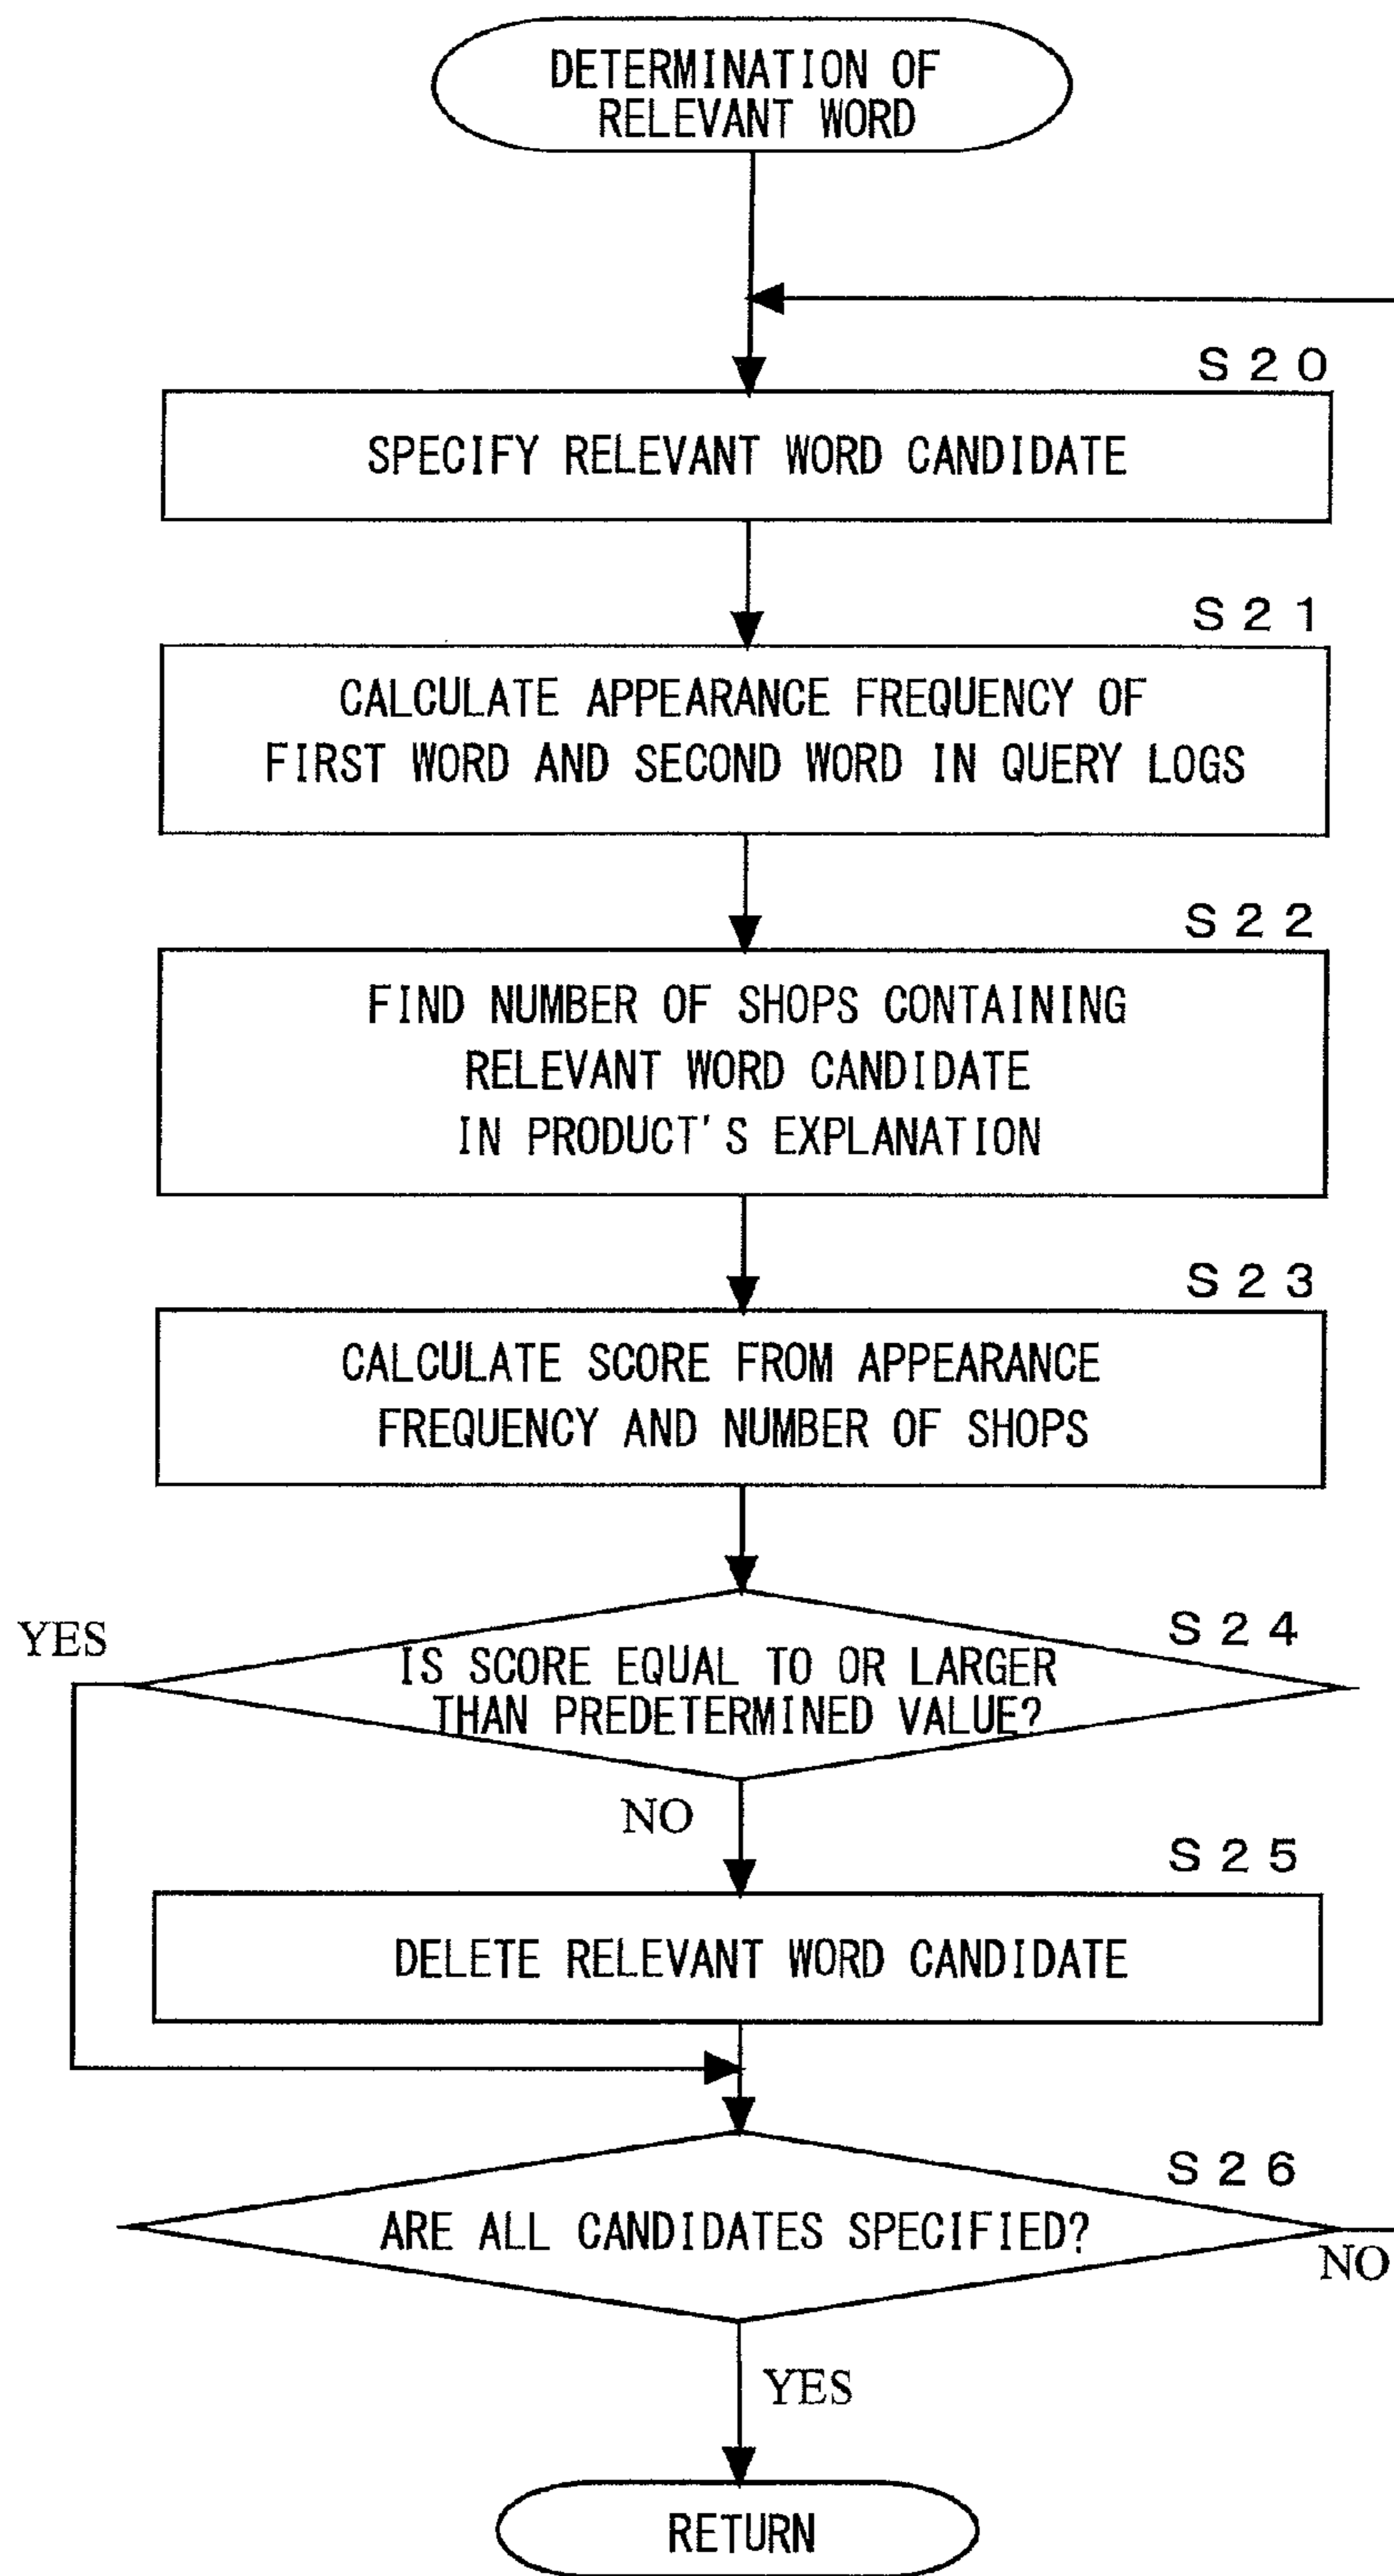 DETERMINATION OF
RELEVANT WORD
S20
SPECIFY RELEVANT WORD CANDIDATE
S21
CALCULATE APPEARANCE FREQUENCY OF
FIRST WORD AND SECOND WORD IN QUERY LOGS
S22
FIND NUMBER OF SHOPS CONTAINING
RELEVANT WORD CANDIDATE
IN PRODUCT'S EXPLANATION
S23
CALCULATE SCORE FROM APPEARANCE
FREQUENCY AND NUMBER OF SHOPS
S24
YES
IS SCORE EQUAL TO OR LARGER
THAN PREDETERMINED VALUE?
NO
S25
DELETE RELEVANT WORD CANDIDATE
S26
ARE ALL CANDIDATES SPECIFIED?
NO
YES
RETURN